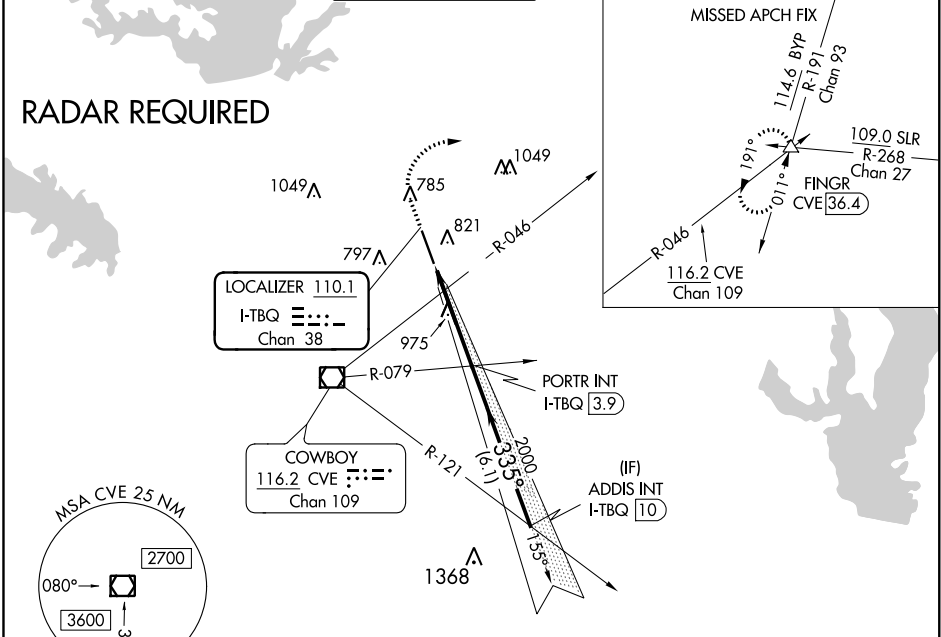 MISSED APCH FIX
114.6 BYP
R-191
Chan 93
RADAR REQUIRED
109.0 SLR
R-268
Chan 27
191°
011°
FINGR
CVE 36.4
R-046
116.2 CVE
Chan 109
1049
1049
785
821
797
R-046
LOCALIZER 110.1
I-TBQ
Chan 38
975
R-079
PORTR INT
I-TBQ 3.9
COWBOY
116.2 CVE
Chan 109
R-121
335°
2000
(6.1)
(IF)
ADDIS INT
I-TBQ 10
155°
1368
MSA CVE 25 NM
2700
080°
3600
3